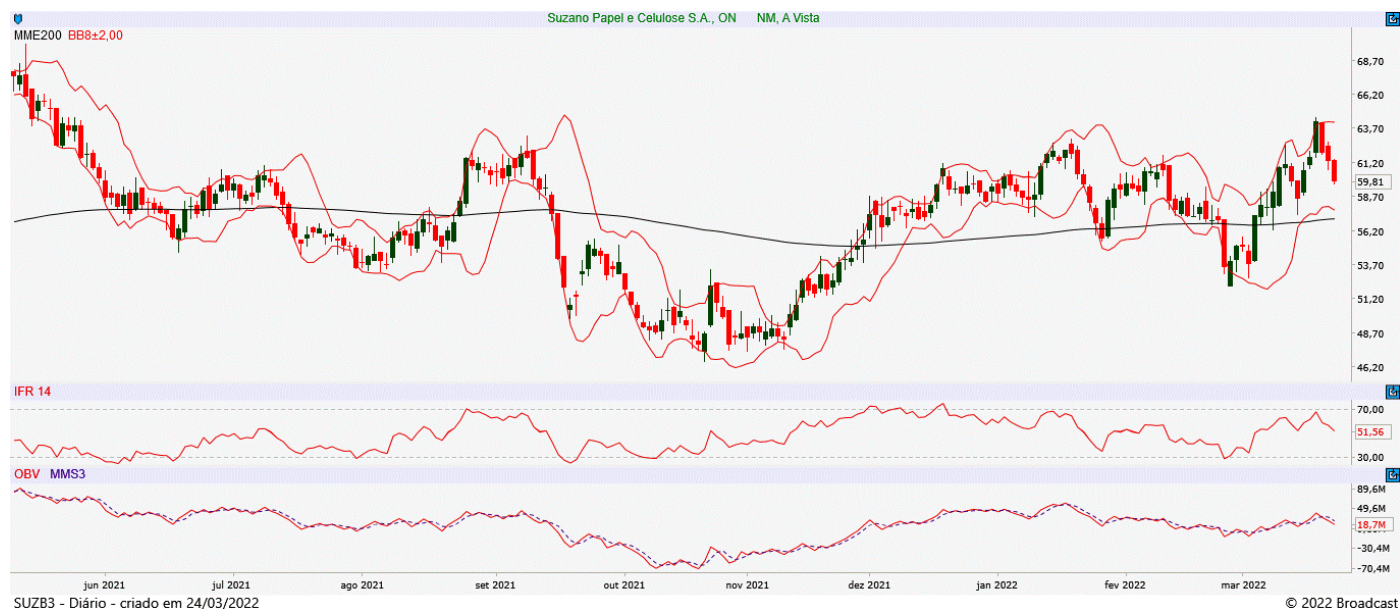 Suzano Papel e Celulose S.A., ON NM, A Vista
MME200 BB8±2,00
68,70
66,20
63,70
61,20
59,81
58,70
56,20
53,70
51,20
48,70
46,20
IFR 14
70,00
51,56
30,00
OBV MMS3
89,6M
49,6M
18,7M
-30,4M
-70,4M
jun 2021 jul 2021 ago 2021 set 2021 out 2021 nov 2021 dez 2021 jan 2022 fev 2022 mar 2022
SUZB3 - Diário - criado em 24/03/2022 © 2022 Broadcast